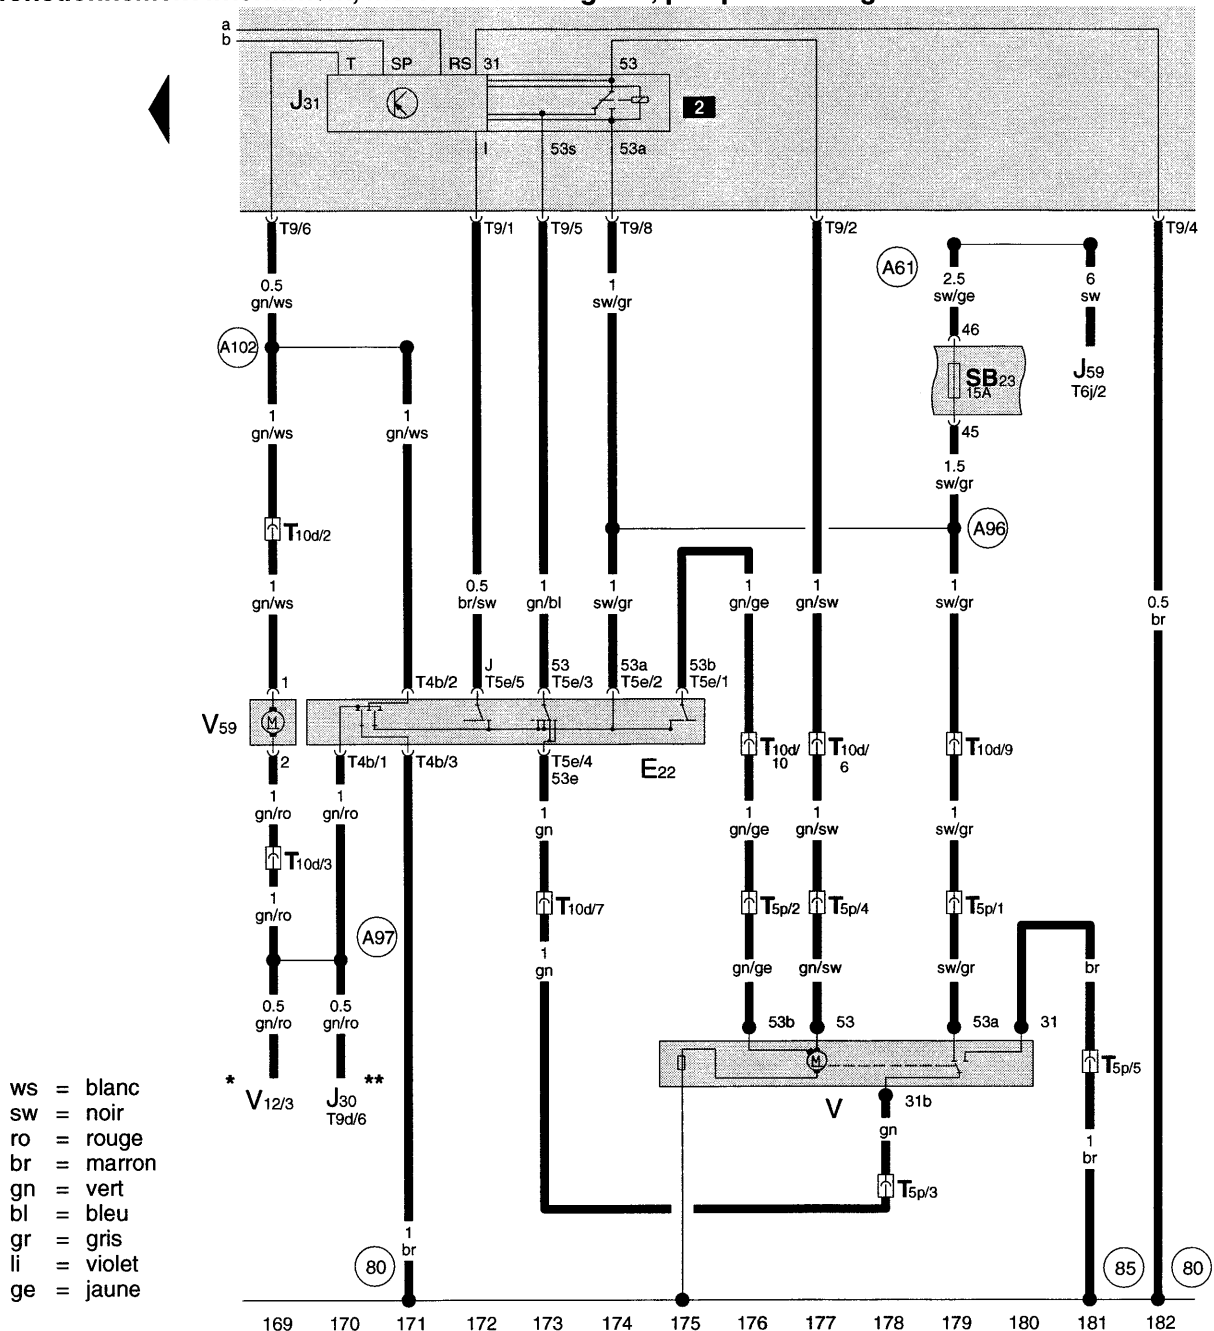 a
b
T SP RS 31 53
J31
2
I 53s 53a
T9/6 T9/1 T9/5 T9/8 T9/2 T9/4
A61
0.5
gn/ws
1
sw/gr
2.5
sw/ge
6
sw
46
A102
SB23
15A
J59
T6j/2
45
1
gn/ws
1
gn/ws
1.5
sw/gr
T10d/2
A96
1
gn/ws
0.5
br/sw
1
gn/bl
1
sw/gr
1
gn/ge
1
gn/sw
1
sw/gr
0.5
br
1
T4b/2
J
T5e/5
53
T5e/3
53a
T5e/2
53b
T5e/1
V59
M
2 T4b/1 T4b/3
T5e/4
53e
E22
T10d/
10
T10d/
6
T10d/9
1
gn/ro
1
gn/ro
1
gn
1
gn/ge
1
gn/sw
1
sw/gr
T10d/3
1
gn/ro
T10d/7
T5p/2 T5p/4 T5p/1
A97
1
gn
gn/ge gn/sw sw/gr br
0.5
gn/ro
0.5
gn/ro
53b 53 53a 31
M
T5p/5
* V12/3
J30 **
T9d/6
V
31b
gn
1
br
T5p/3
ws = blanc
sw = noir
ro = rouge
br = marron
gn = vert
bl = bleu
gr = gris
li = violet
ge = jaune
1
br
80 85 80
169 170 171 172 173 174 175 176 177 178 179 180 181 182